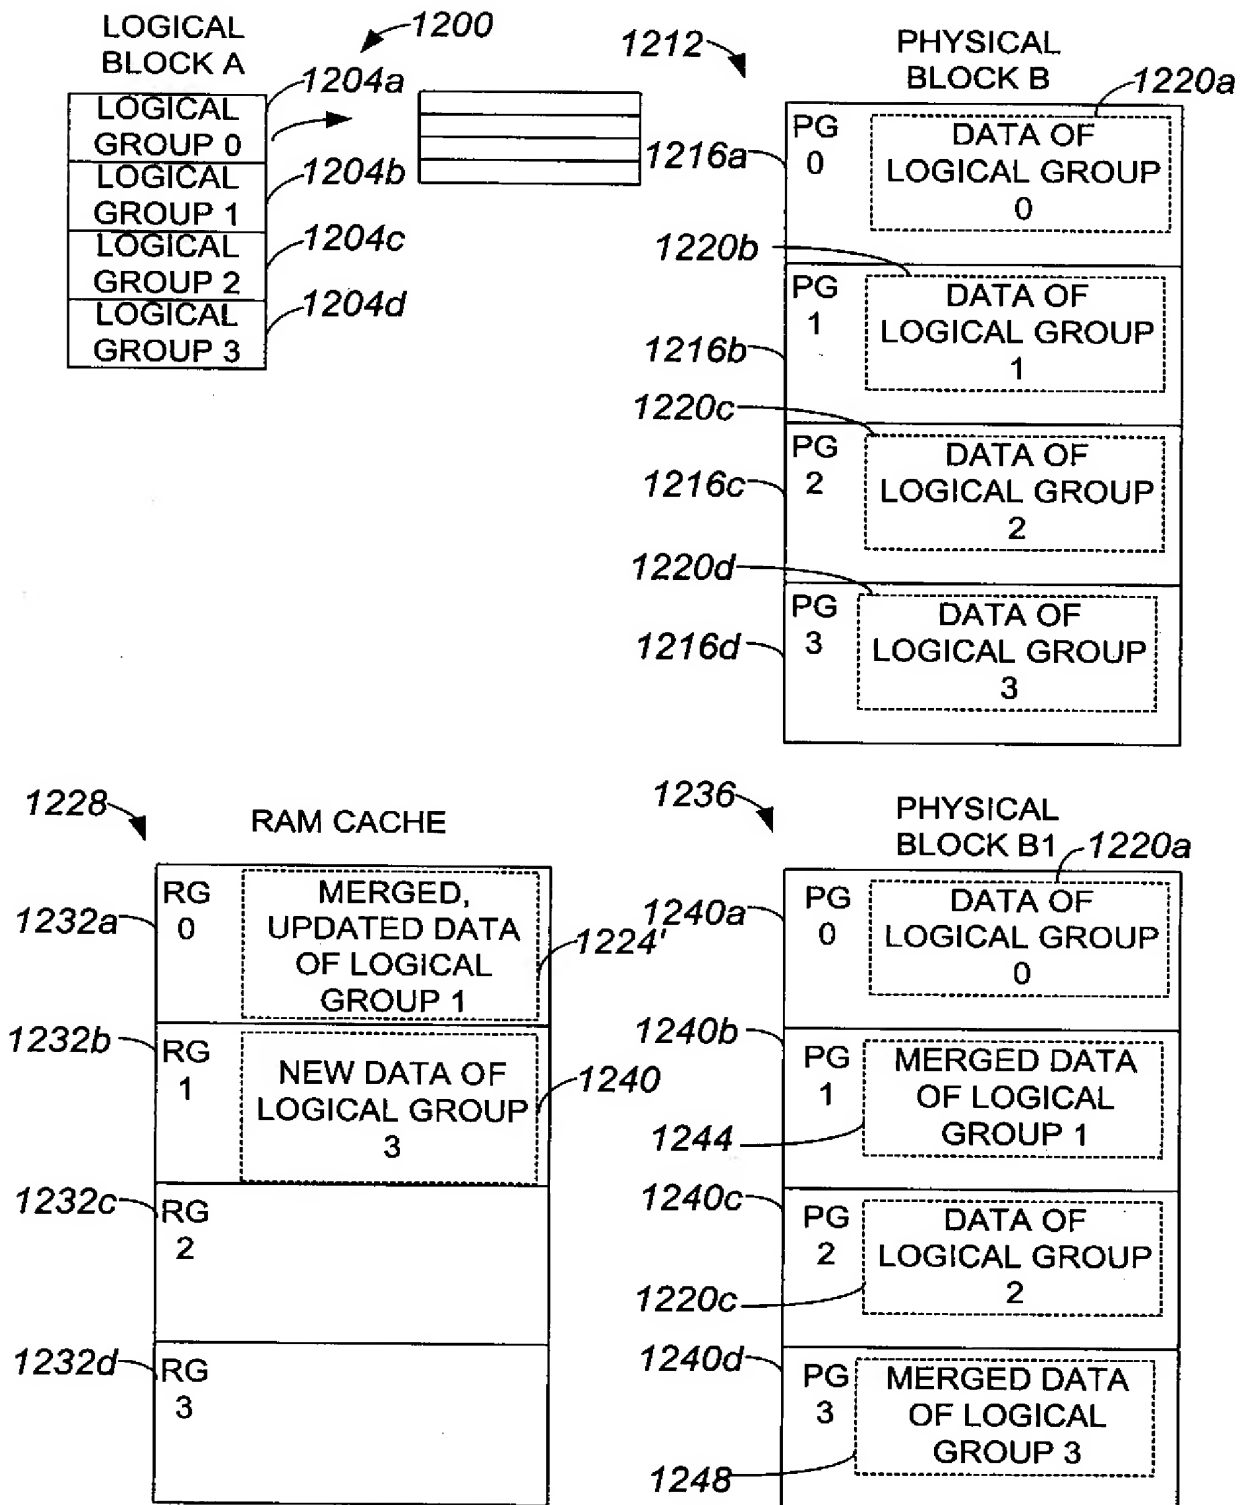 LOGICAL
BLOCK A
1200
1204a
LOGICAL
GROUP 0
LOGICAL
GROUP 1
1204b
LOGICAL
GROUP 2
1204c
LOGICAL
GROUP 3
1204d
1212
PHYSICAL
BLOCK B
1220a
1216a
PG
0
DATA OF
LOGICAL GROUP
0
1220b
1216b
PG
1
DATA OF
LOGICAL GROUP
1
1220c
1216c
PG
2
DATA OF
LOGICAL GROUP
2
1220d
1216d
PG
3
DATA OF
LOGICAL GROUP
3
1228
RAM CACHE
1232a
RG
0
MERGED,
UPDATED DATA
OF LOGICAL
GROUP 1
1224'
1232b
RG
1
NEW DATA OF
LOGICAL GROUP
3
1240
1232c
RG
2
1232d
RG
3
1236
PHYSICAL
BLOCK B1
1220a
1240a
PG
0
DATA OF
LOGICAL GROUP
0
1240b
PG
1
MERGED DATA
OF LOGICAL
GROUP 1
1244
1240c
PG
2
DATA OF
LOGICAL GROUP
2
1220c
1240d
PG
3
MERGED DATA
OF LOGICAL
GROUP 3
1248